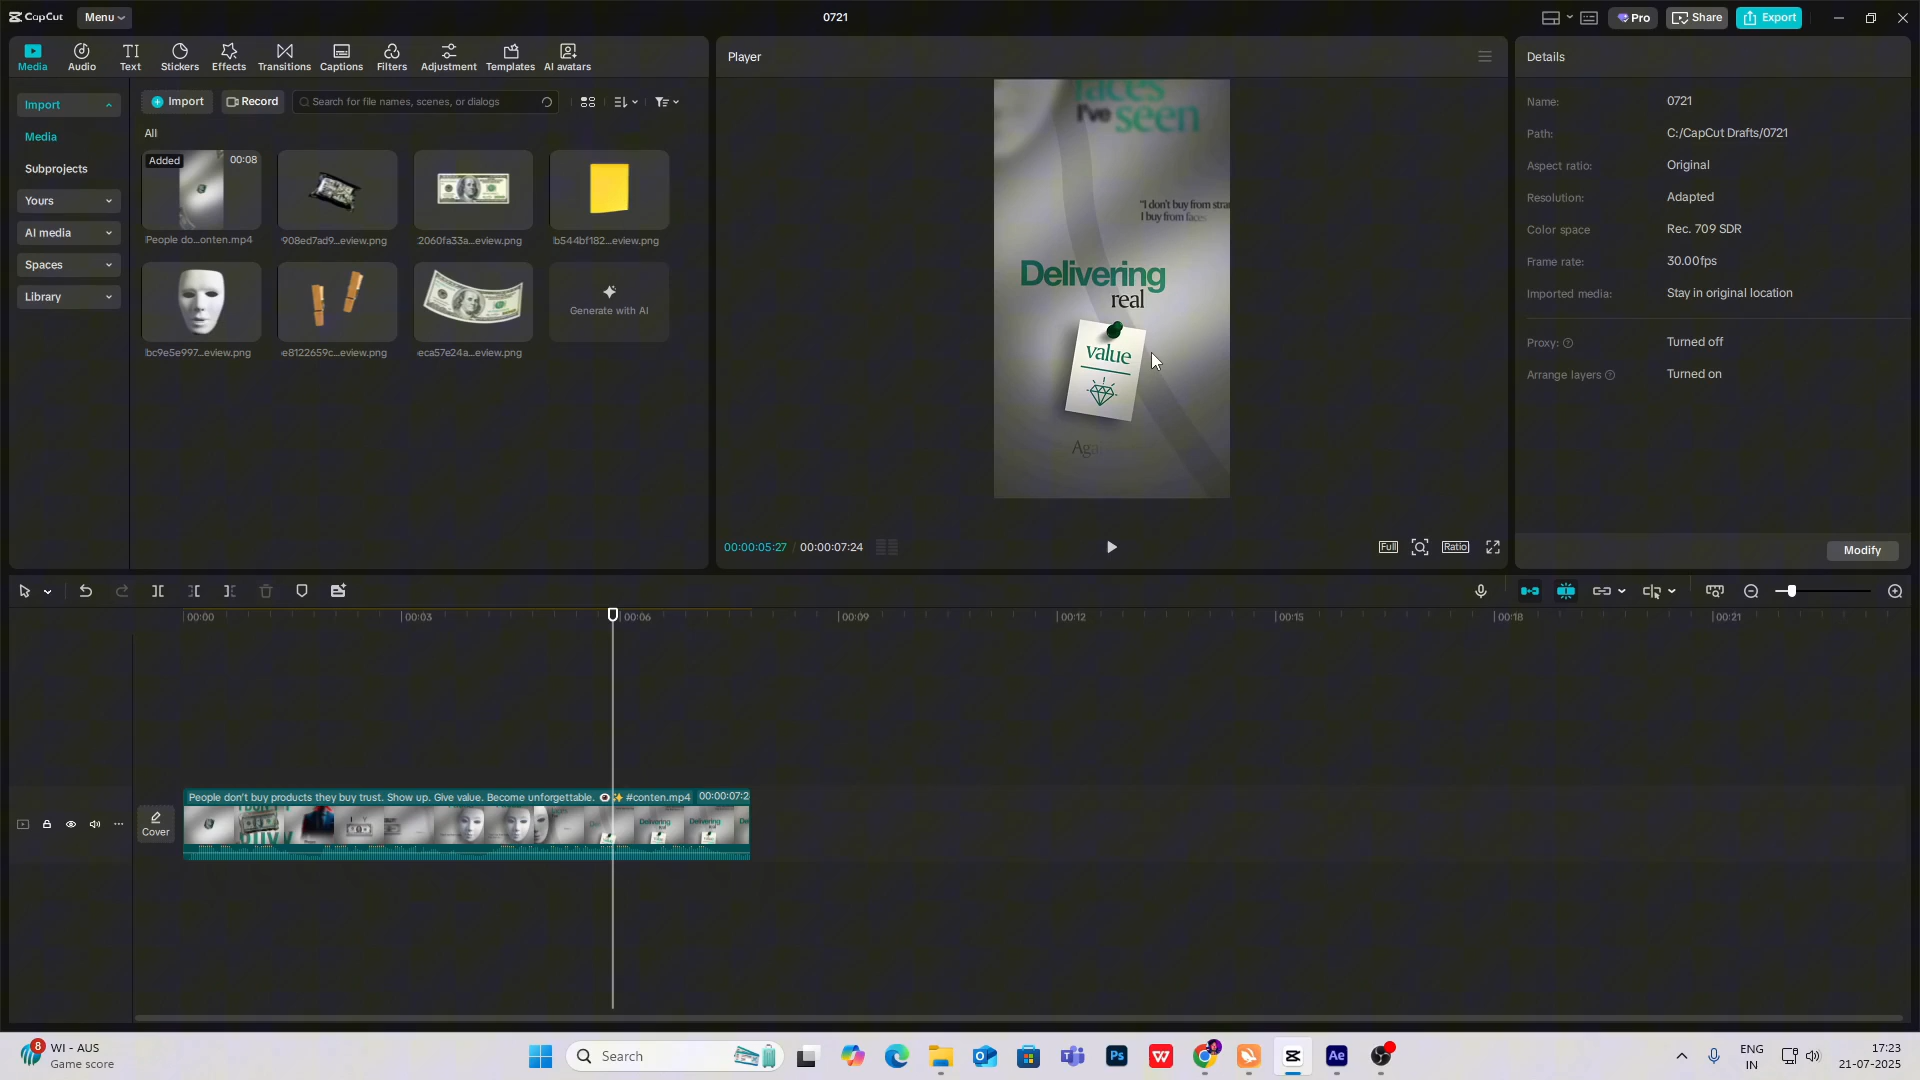 CapCut
Menu
0721
Pro
Share
Export
Media
Audio
Text
Stickers
Effects
Transitions
Captions
Filters
Adjustment
Templates
AI avatars
Import
Media
Subprojects
Yours
AI media
Spaces
Library
Import
Record
Search for file names, scenes, or dialogs
All
Added
00:08
People do...onten.mp4
908ed7ad9...eview.png
2060fa33a...eview.png
b544bf182...eview.png
bc9e5e997...eview.png
e8122659c...eview.png
eca57e24a...eview.png
Generate with AI
Player
faces
I've seen
"I don't buy from stran
I buy from faces
Delivering
real
value
Aga
00:00:05:27 / 00:00:07:24
Full
Ratio
Details
Name: 0721
Path: C:/CapCut Drafts/0721
Aspect ratio: Original
Resolution: Adapted
Color space Rec. 709 SDR
Frame rate: 30.00fps
Imported media: Stay in original location
Proxy: Turned off
Arrange layers Turned on
Modify
00:00
00:03
00:06
00:09
00:12
00:15
00:18
00:21
Cover
People don't buy products they buy trust. Show up. Give value. Become unforgettable. 👁️✨ #conten.mp4 00:00:07:2
8
WI - AUS
Game score
Search
Ps
W
Ae
ENG
IN
17:23
21-07-2025